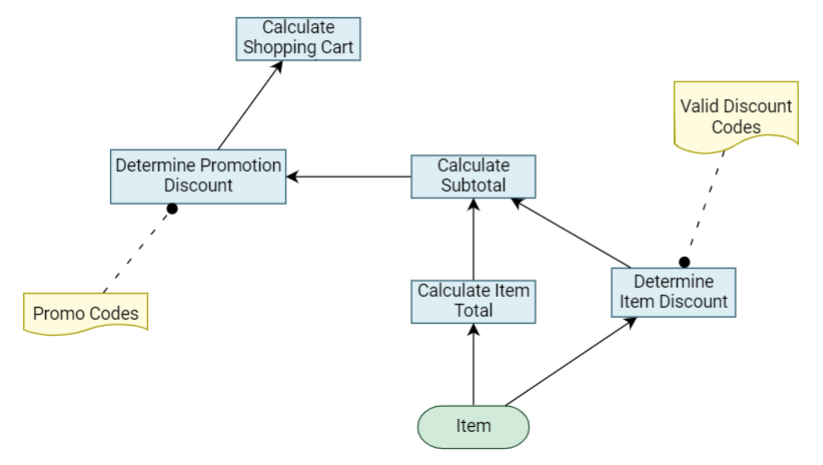 Calculate
Shopping Cart
Valid Discount
Codes
Determine Promotion
Discount
Calculate
Subtotal
Determine
Item Discount
Calculate Item
Total
Promo Codes
Item